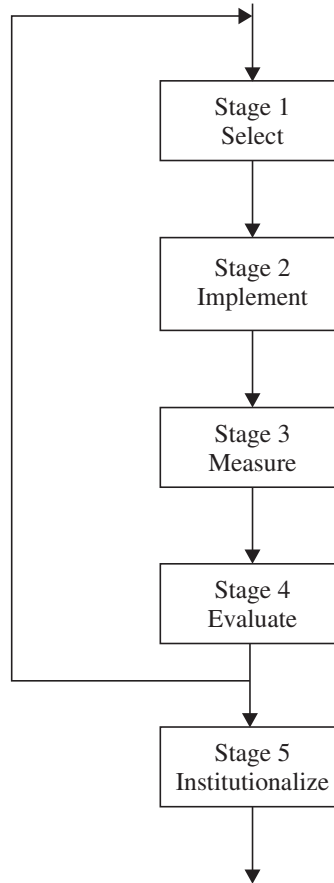 Stage 1
Select
Stage 2
Implement
Stage 3
Measure
Stage 4
Evaluate
Stage 5
Institutionalize